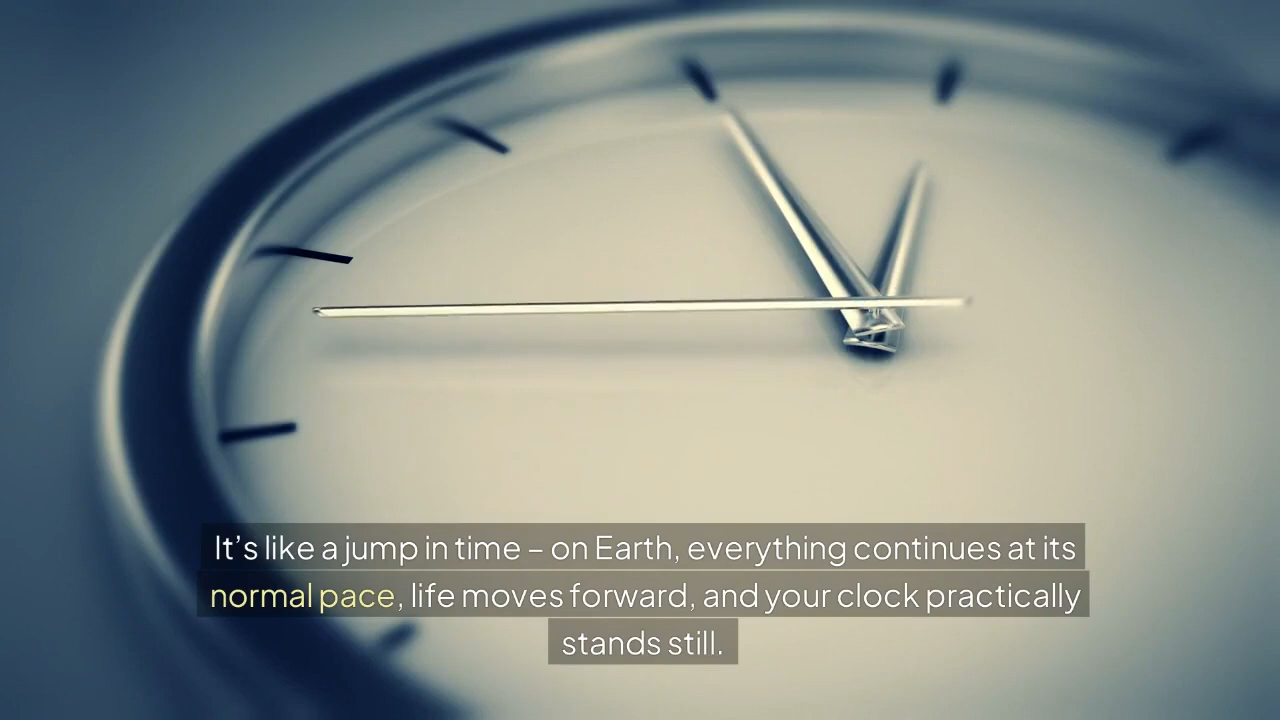 It’s like a jump in time – on Earth, everything continues at its
normal pace, life moves forward, and your clock practically
stands still.